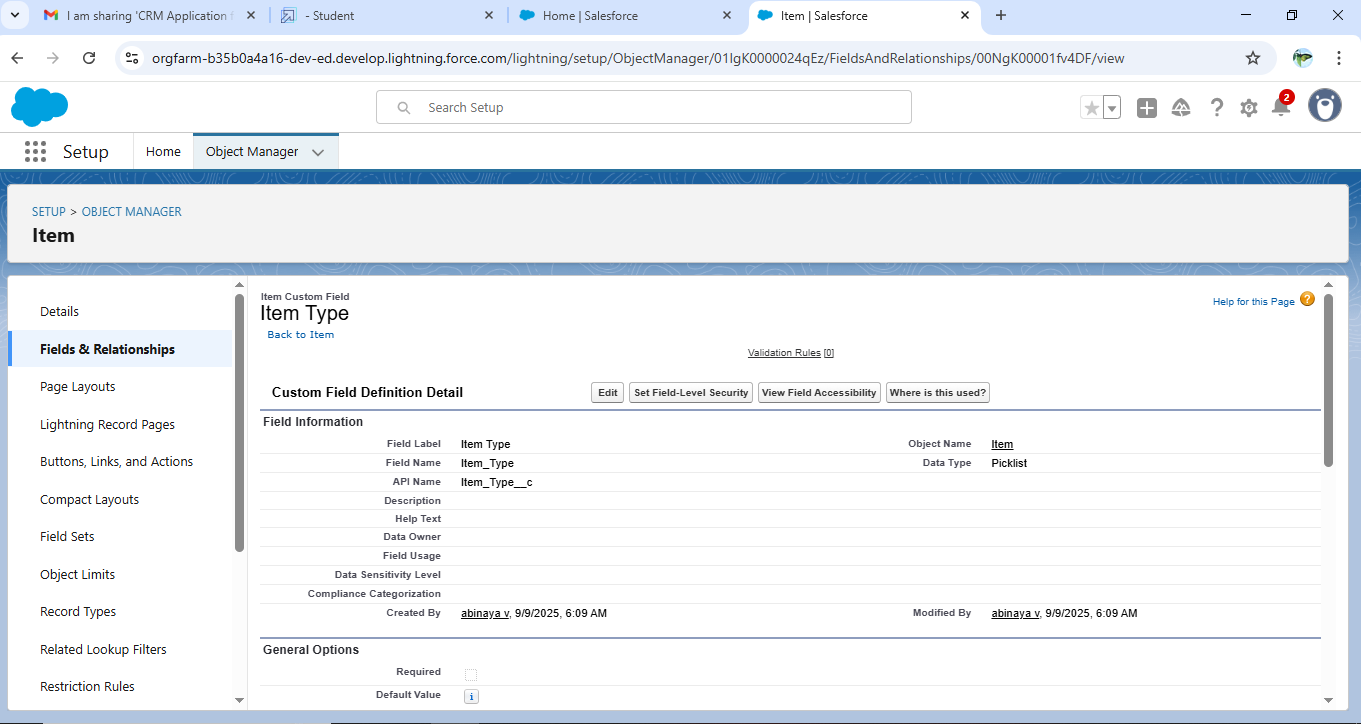 I am sharing 'CRM Application f
- Student
Home | Salesforce
Item | Salesforce
orgfarm-b35b0a4a16-dev-ed.develop.lightning.force.com/lightning/setup/ObjectManager/01IgK0000024qEz/FieldsAndRelationships/00NgK00001fv4DF/view
Search Setup
2
Setup
Home
Object Manager
SETUP > OBJECT MANAGER
Item
Details
Fields & Relationships
Page Layouts
Lightning Record Pages
Buttons, Links, and Actions
Compact Layouts
Field Sets
Object Limits
Record Types
Related Lookup Filters
Restriction Rules
Item Custom Field
Item Type
Back to Item
Help for this Page
Validation Rules [0]
Custom Field Definition Detail
Edit
Set Field-Level Security
View Field Accessibility
Where is this used?
Field Information
Field Label Item Type Object Name Item
Field Name Item_Type Data Type Picklist
API Name Item_Type__c
Description
Help Text
Data Owner
Field Usage
Data Sensitivity Level
Compliance Categorization
Created By abinaya v, 9/9/2025, 6:09 AM Modified By abinaya v, 9/9/2025, 6:09 AM
General Options
Required
Default Value